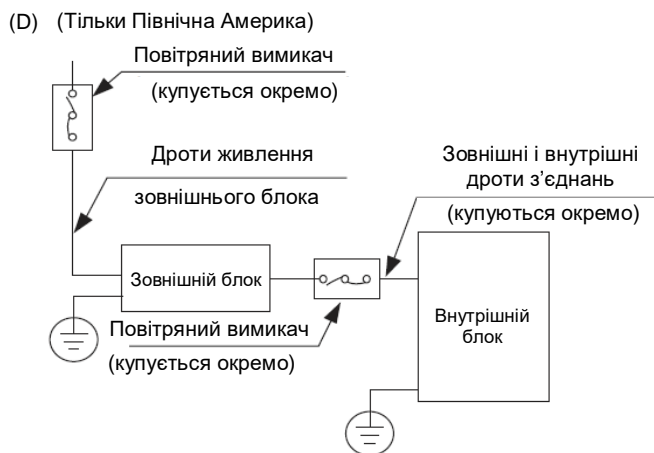 (D) (Тільки Північна Америка)
Повітряний вимикач
(купується окремо)
Дроти живлення
зовнішнього блока
Зовнішні і внутрішні
дроти з’єднань
(купуються окремо)
Зовнішній блок
Повітряний вимикач
(купується окремо)
Внутрішній
блок